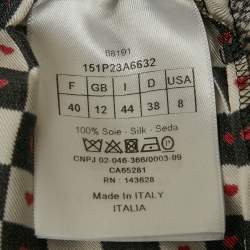 B8191
151P23A6632
F GB I D USA
40 12 44 38 8
100% Soie - Silk - Seda
CNPJ 02-046-366/0003-99
CA65281
RN : 143628
Made In ITALY
ITALIA